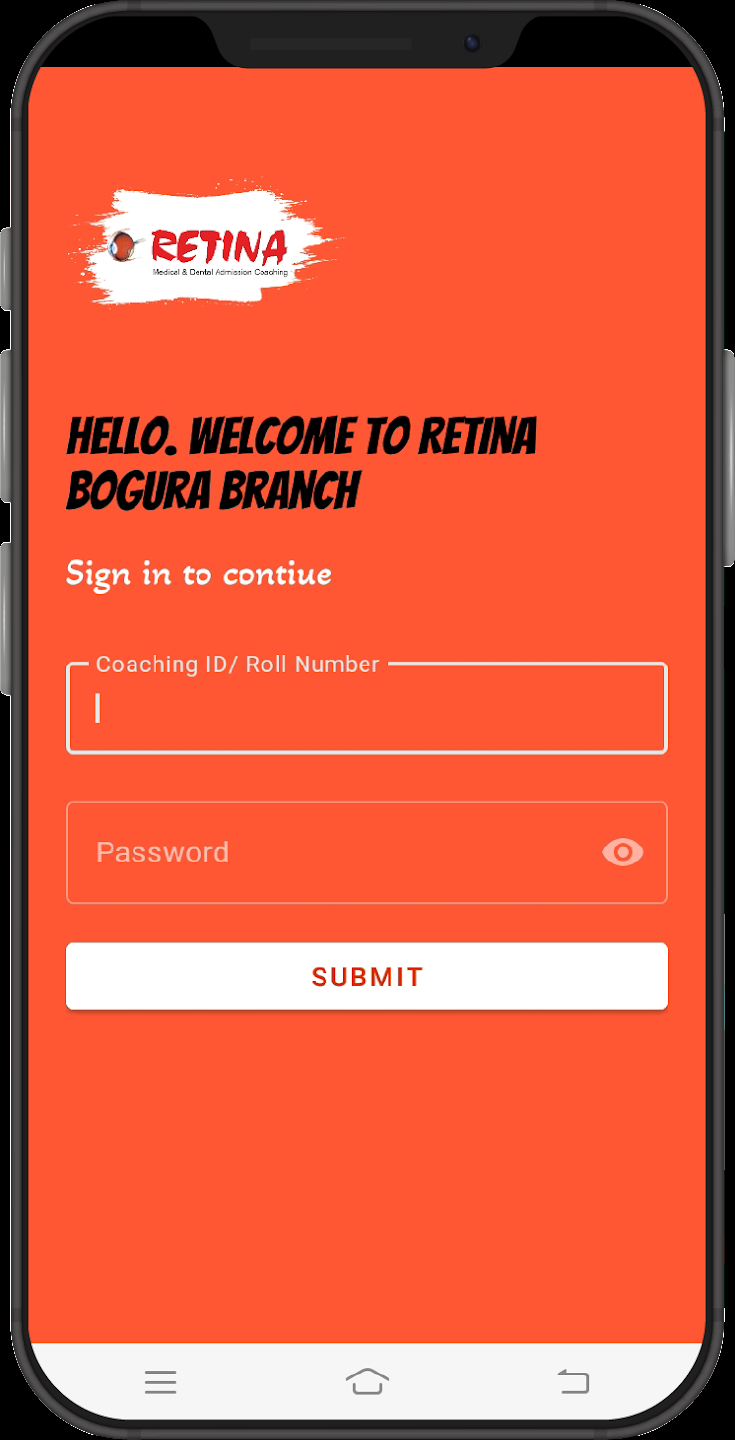 RETINA
Medical & Dental Admission Coaching
HELLO. WELCOME TO RETINA
BOGURA BRANCH
Sign in to contiue
Coaching ID/ Roll Number
Password
SUBMIT